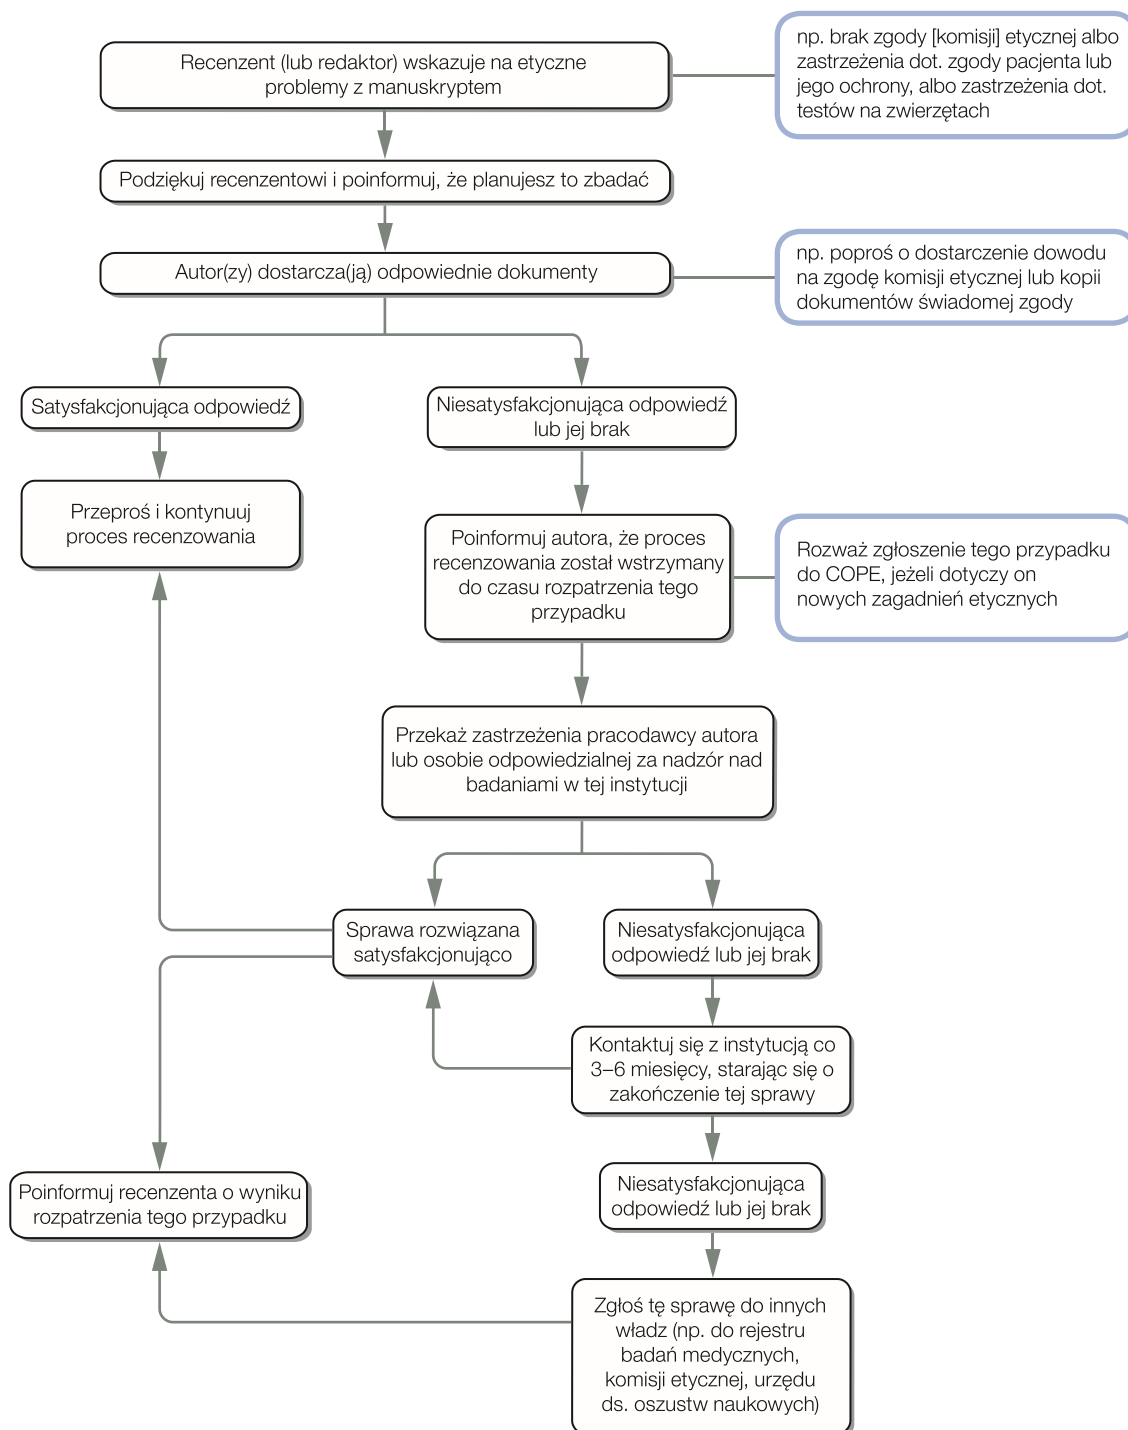 Recenzent (lub redaktor) wskazuje na etyczne
problemy z manuskryptem
np. brak zgody [komisji] etycznej albo
zastrzeżenia dot. zgody pacjenta lub
jego ochrony, albo zastrzeżenia dot.
testów na zwierzętach
Podziękuj recenzentowi i poinformuj, że planujesz to zbadać
Autor(zy) dostarcza(ją) odpowiednie dokumenty
np. poproś o dostarczenie dowodu
na zgodę komisji etycznej lub kopii
dokumentów świadomej zgody
Satysfakcjonująca odpowiedź
Niesatysfakcjonująca odpowiedź
lub jej brak
Przeproś i kontynuuj
proces recenzowania
Poinformuj autora, że proces
recenzowania został wstrzymany
do czasu rozpatrzenia tego
przypadku
Rozważ zgłoszenie tego przypadku
do COPE, jeżeli dotyczy on
nowych zagadnień etycznych
Przekaż zastrzeżenia pracodawcy autora
lub osobie odpowiedzialnej za nadzór nad
badaniami w tej instytucji
Sprawa rozwiązana
satysfakcjonująco
Niesatysfakcjonująca
odpowiedź lub jej brak
Kontaktuj się z instytucją co
3–6 miesięcy, starając się o
zakończenie tej sprawy
Poinformuj recenzenta o wyniku
rozpatrzenia tego przypadku
Niesatysfakcjonująca
odpowiedź lub jej brak
Zgłoś tę sprawę do innych
władz (np. do rejestru
badań medycznych,
komisji etycznej, urzędu
ds. oszustw naukowych)